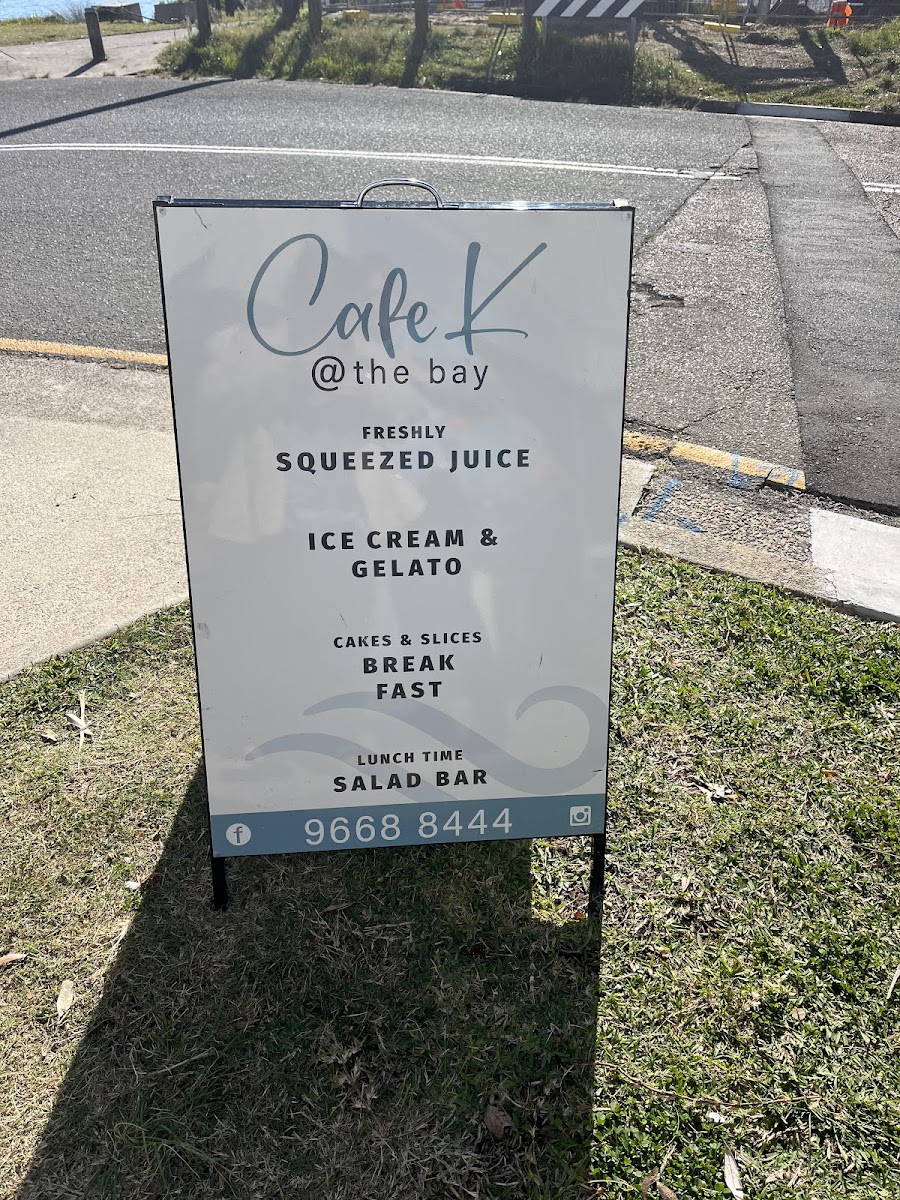 Cafe K
@the bay
FRESHLY
SQUEEZED JUICE
ICE CREAM &
GELATO
CAKES & SLICES
BREAK
FAST
LUNCH TIME
SALAD BAR
f 9668 8444